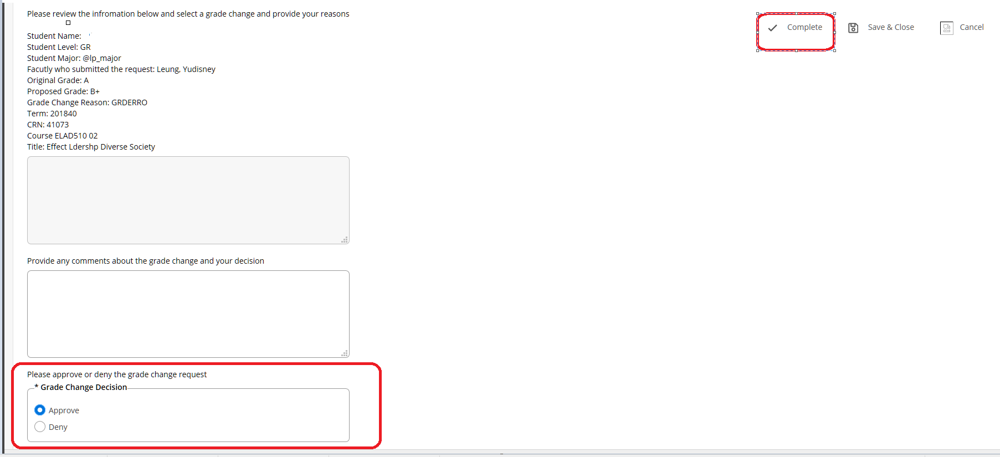 Please review the infromation below and select a grade change and provide your reasons
Complete
Save & Close
Cancel
Student Name:
Student Level: GR
Student Major: @lp_major
Facutly who submitted the request: Leung, Yudisney
Original Grade: A
Proposed Grade: B+
Grade Change Reason: GRDERRO
Term: 201840
CRN: 41073
Course ELAD510 02
Title: Effect Ldershp Diverse Society
Provide any comments about the grade change and your decision
Please approve or deny the grade change request
* Grade Change Decision
Approve
Deny